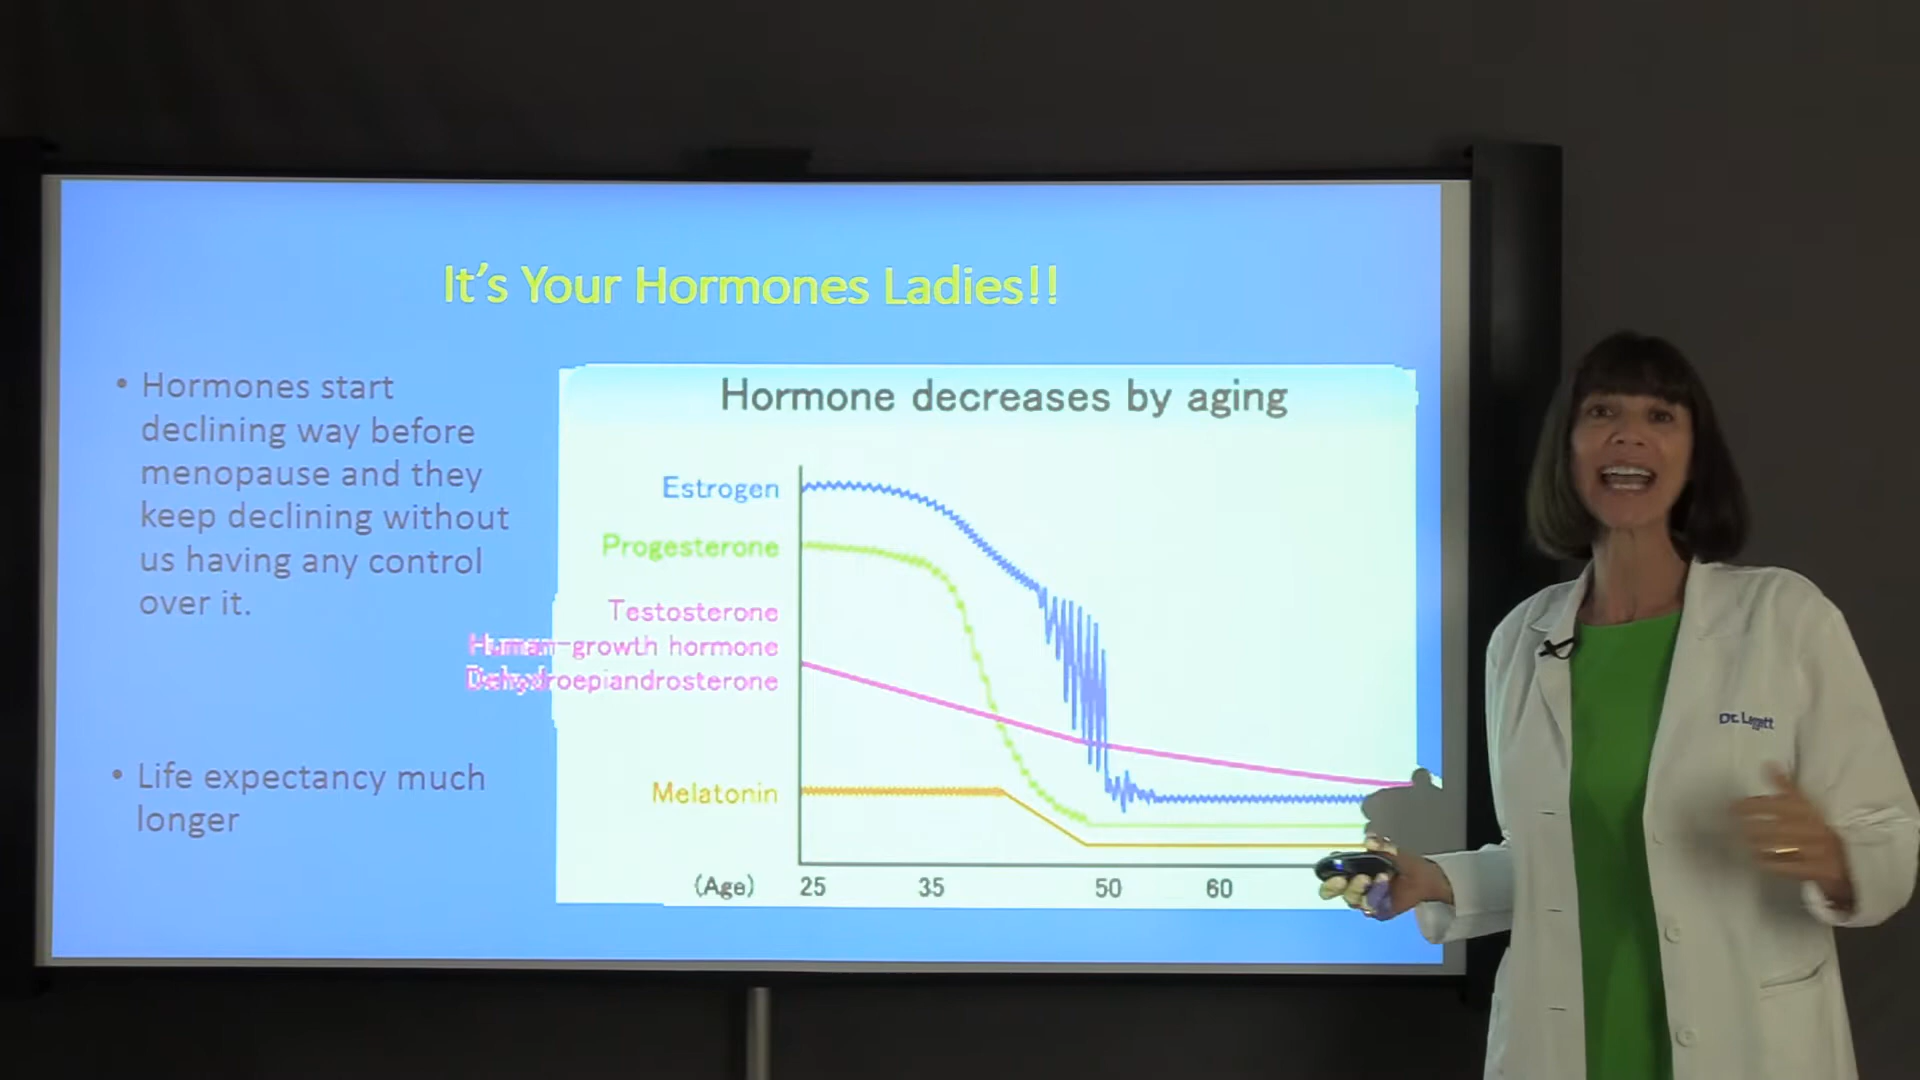 It's Your Hormones Ladies!!
• Hormones start
declining way before
menopause and they
keep declining without
us having any control
over it.
• Life expectancy much
longer
Hormone decreases by aging
Estrogen
Progesterone
Testosterone
Human-growth hormone
Dehydroepiandrosterone
Melatonin
(Age) 25 35 50 60
Dr. Leggett